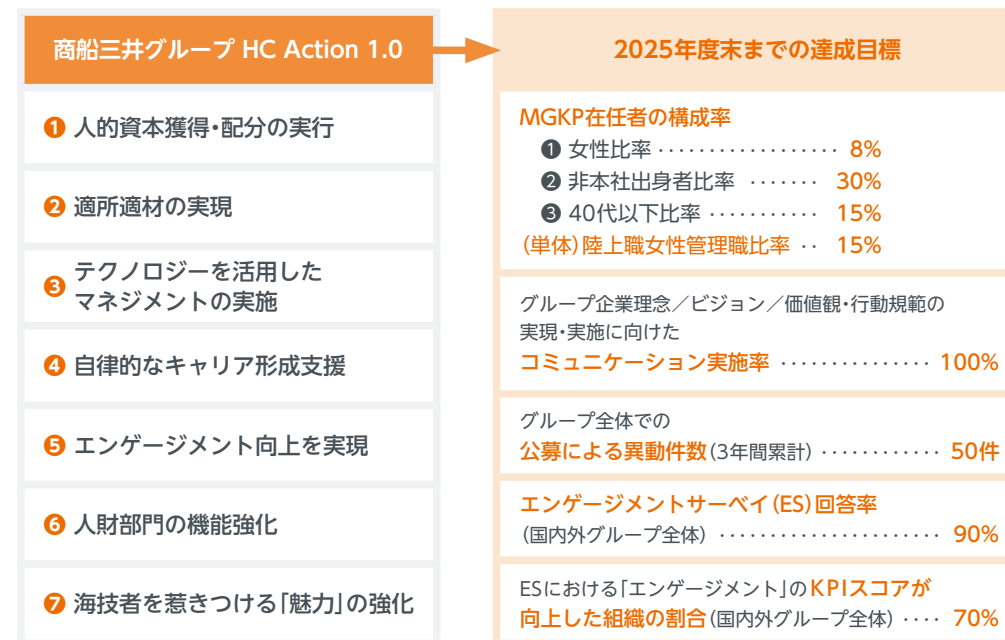 商船三井グループ HC Action 1.0
❶ 人的資本獲得・配分の実行
❷ 適所適材の実現
❸ テクノロジーを活用した
マネジメントの実施
❹ 自律的なキャリア形成支援
❺ エンゲージメント向上を実現
❻ 人財部門の機能強化
❼ 海技者を惹きつける「魅力」の強化
2025年度末までの達成目標
MGKP在任者の構成率
❶ 女性比率 ・・・・・・・・・・・・・・・・・・ 8%
❷ 非本社出身者比率 ・・・・・・・ 30%
❸ 40代以下比率 ・・・・・・・・・・・ 15%
(単体)陸上職女性管理職比率 ・・ 15%
グループ企業理念／ビジョン／価値観・行動規範の
実現・実施に向けた
コミュニケーション実施率 ・・・・・・・・・・・・・・・ 100%
グループ全体での
公募による異動件数(3年間累計) ・・・・・・・・・・・・ 50件
エンゲージメントサーベイ(ES)回答率
(国内外グループ全体) ・・・・・・・・・・・・・・・・・・・・・・ 90%
ESにおける「エンゲージメント」のKPIスコアが
向上した組織の割合(国内外グループ全体) ・・・・ 70%